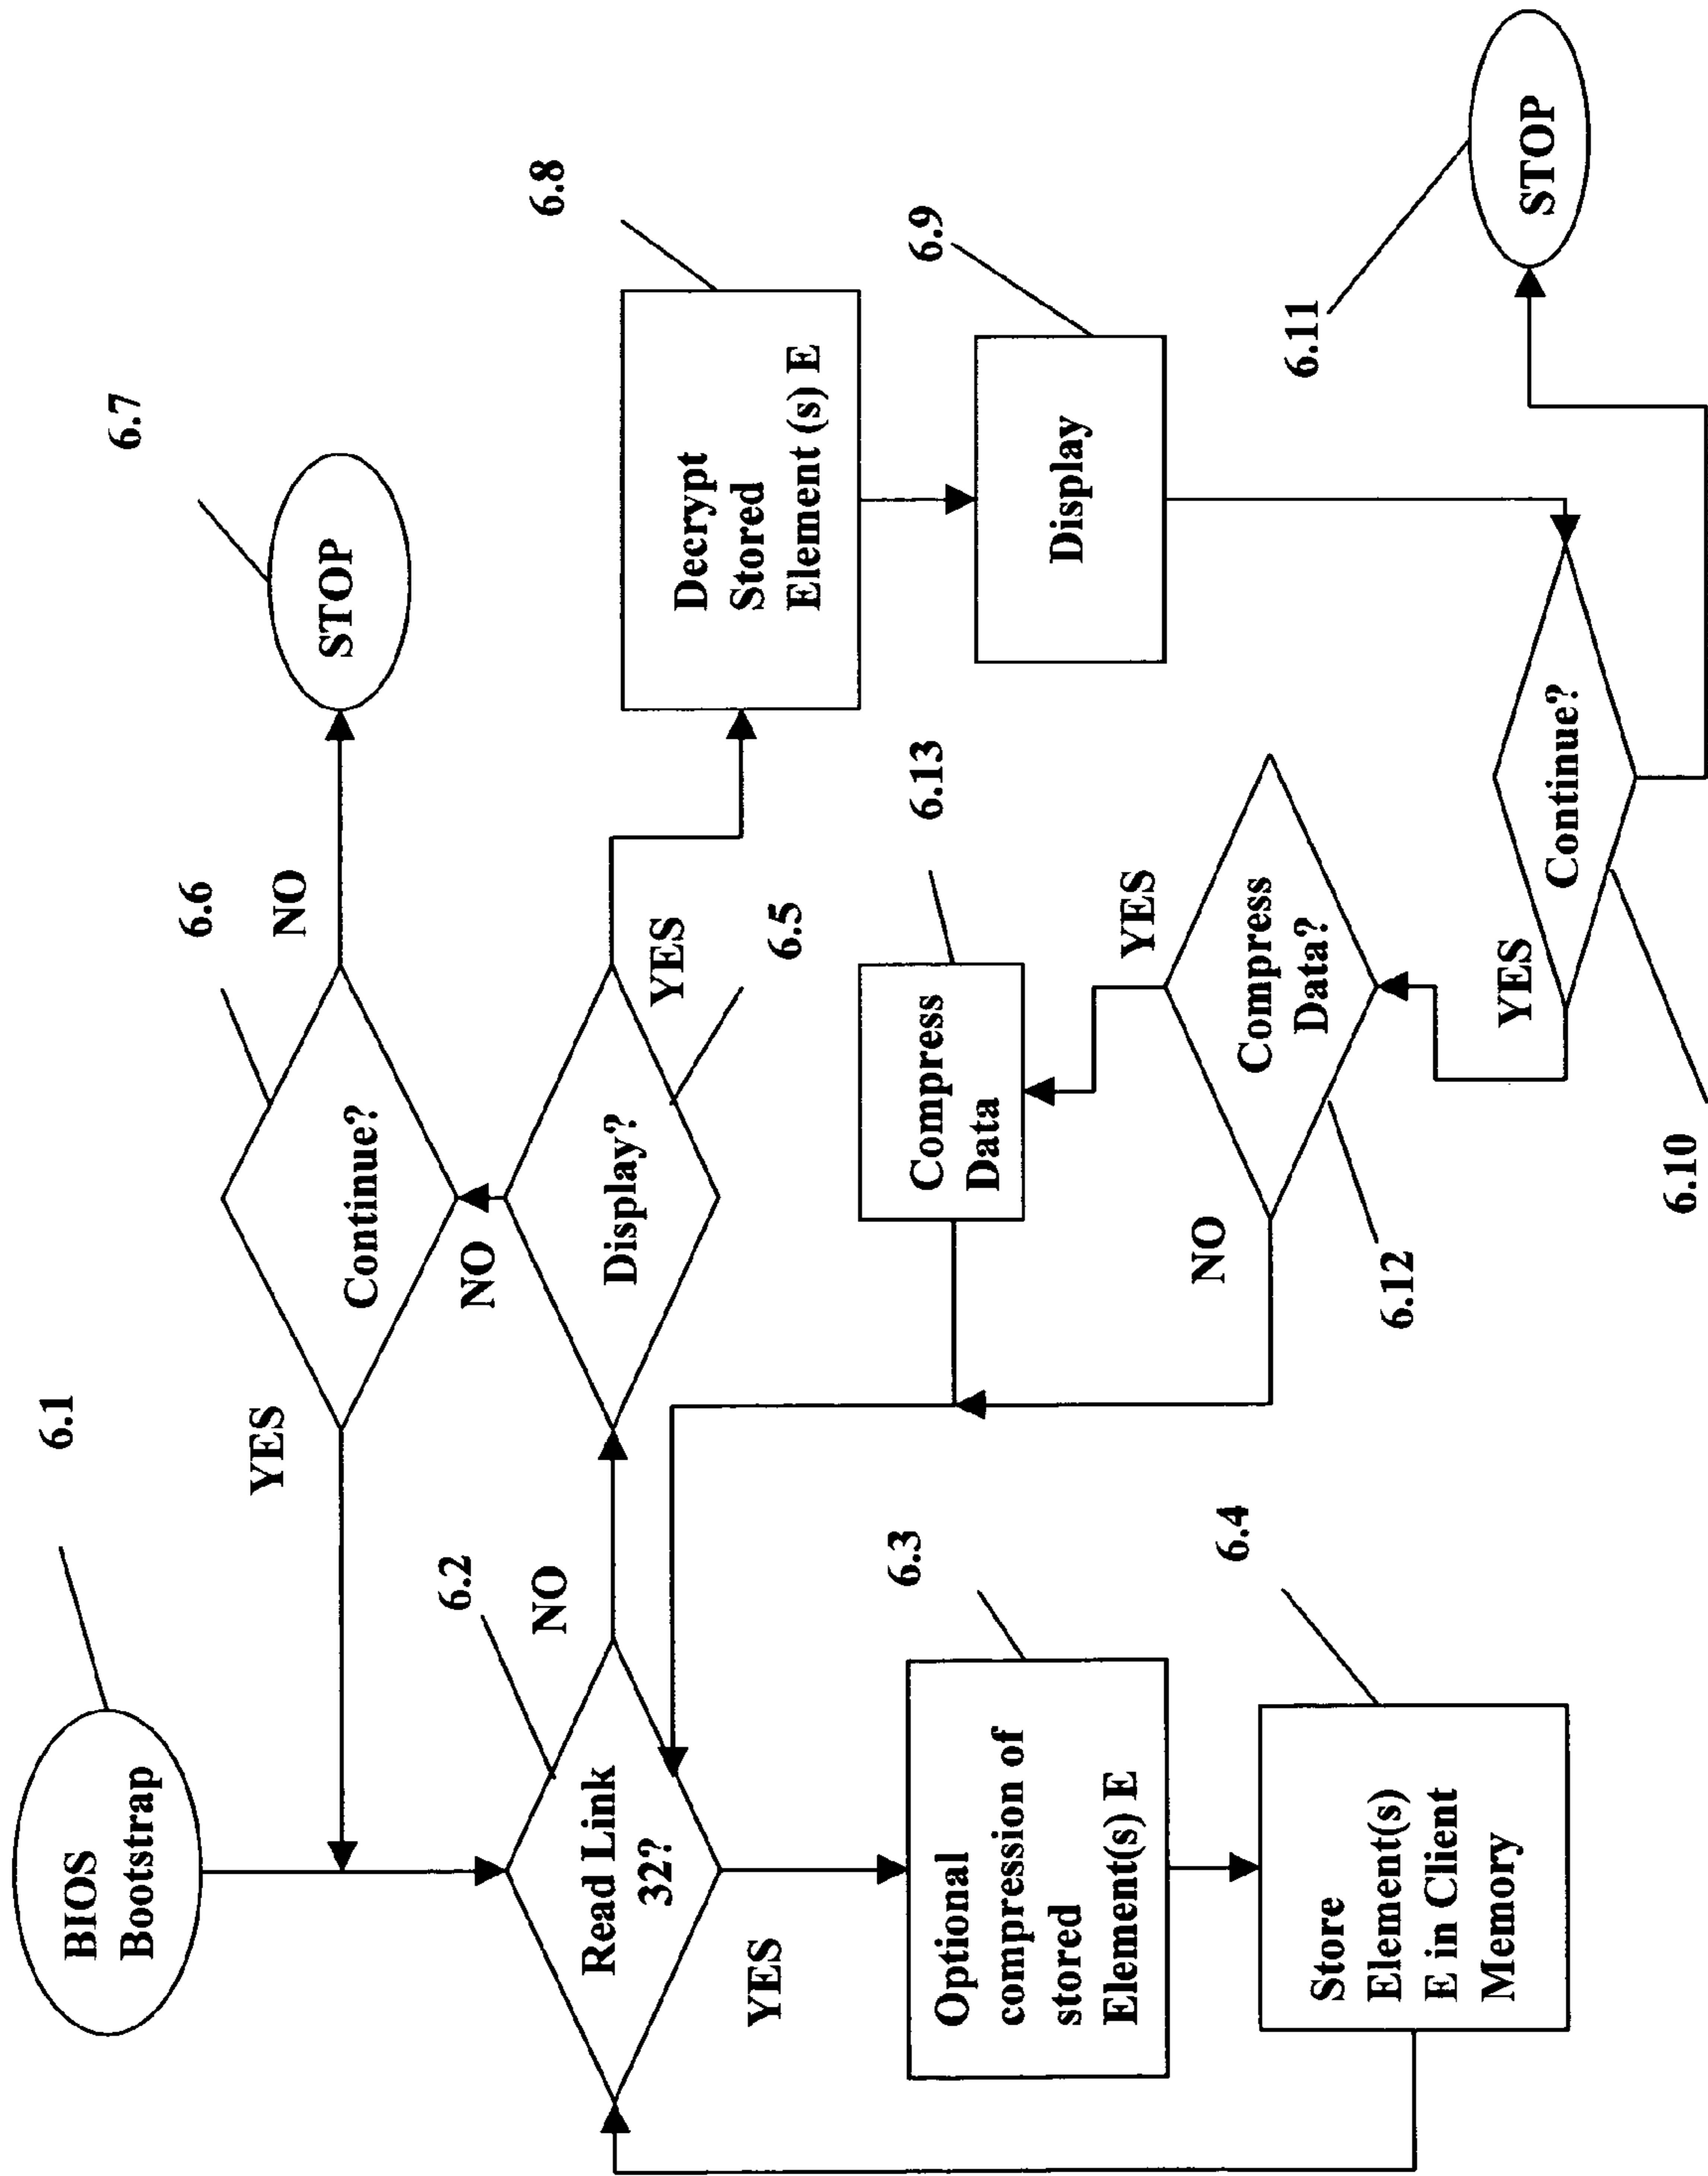 6.1
BIOS
Bootstrap
YES
6.6
Continue?
NO
6.7
STOP
6.2
Read Link
32?
NO
NO
Display?
YES
6.5
6.8
Decrypt
Stored
Element (s) E
YES
6.3
Optional
compression of
stored
Element(s) E
6.13
Compress
Data
6.9
Display
6.4
Store
Element(s)
E in Client
Memory
NO
YES
Compress
Data?
6.12
6.11
STOP
YES
Continue?
6.10